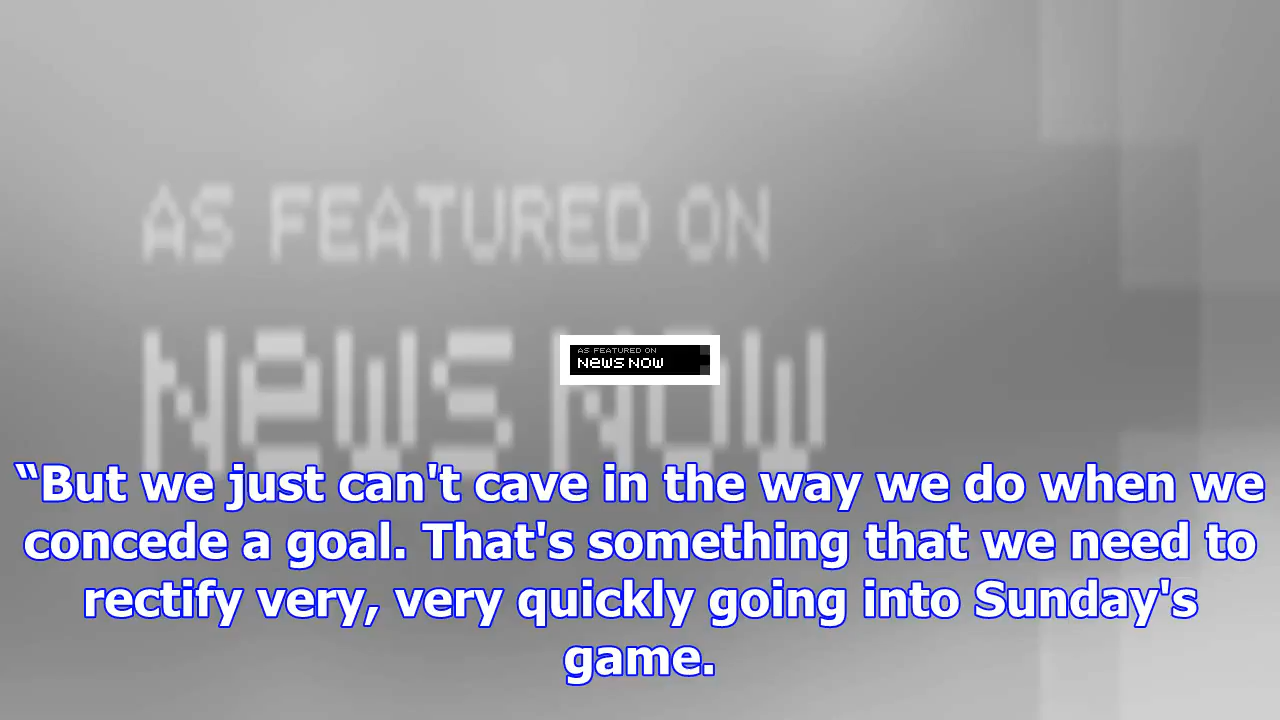 AS FEATURED ON
NeWS NOW
AS FEATURED ON
NeWS NOW
“But we just can't cave in the way we do when we
concede a goal. That's something that we need to
rectify very, very quickly going into Sunday's
game.